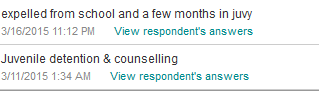 expelled from school and a few months in juvy
3/16/2015 11:12 PM View respondent's answers
Juvenile detention & counselling
3/11/2015 1:34 AM View respondent's answers